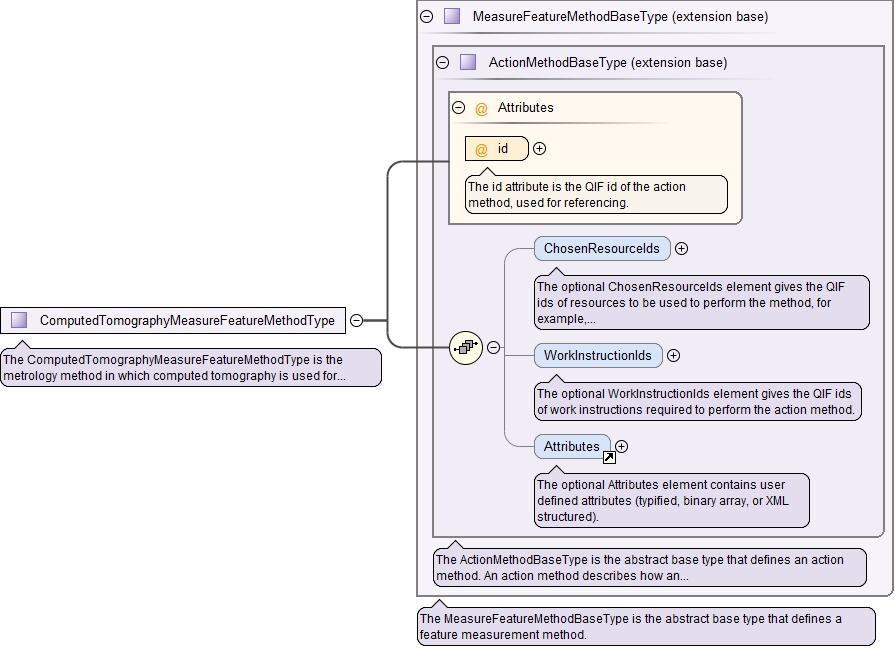 MeasureFeatureMethodBaseType (extension base)
ActionMethodBaseType (extension base)
@ Attributes
@ id
The id attribute is the QIF id of the action
method, used for referencing.
ChosenResourceIds
The optional ChosenResourceIds element gives the QIF
ids of resources to be used to perform the method, for
example,...
ComputedTomographyMeasureFeatureMethodType
The ComputedTomographyMeasureFeatureMethodType is the
metrology method in which computed tomography is used for...
WorkInstructionIds
The optional WorkInstructionIds element gives the QIF ids
of work instructions required to perform the action method.
Attributes
The optional Attributes element contains user
defined attributes (typified, binary array, or XML
structured).
The ActionMethodBaseType is the abstract base type that defines an action
method. An action method describes how an...
The MeasureFeatureMethodBaseType is the abstract base type that defines a
feature measurement method.